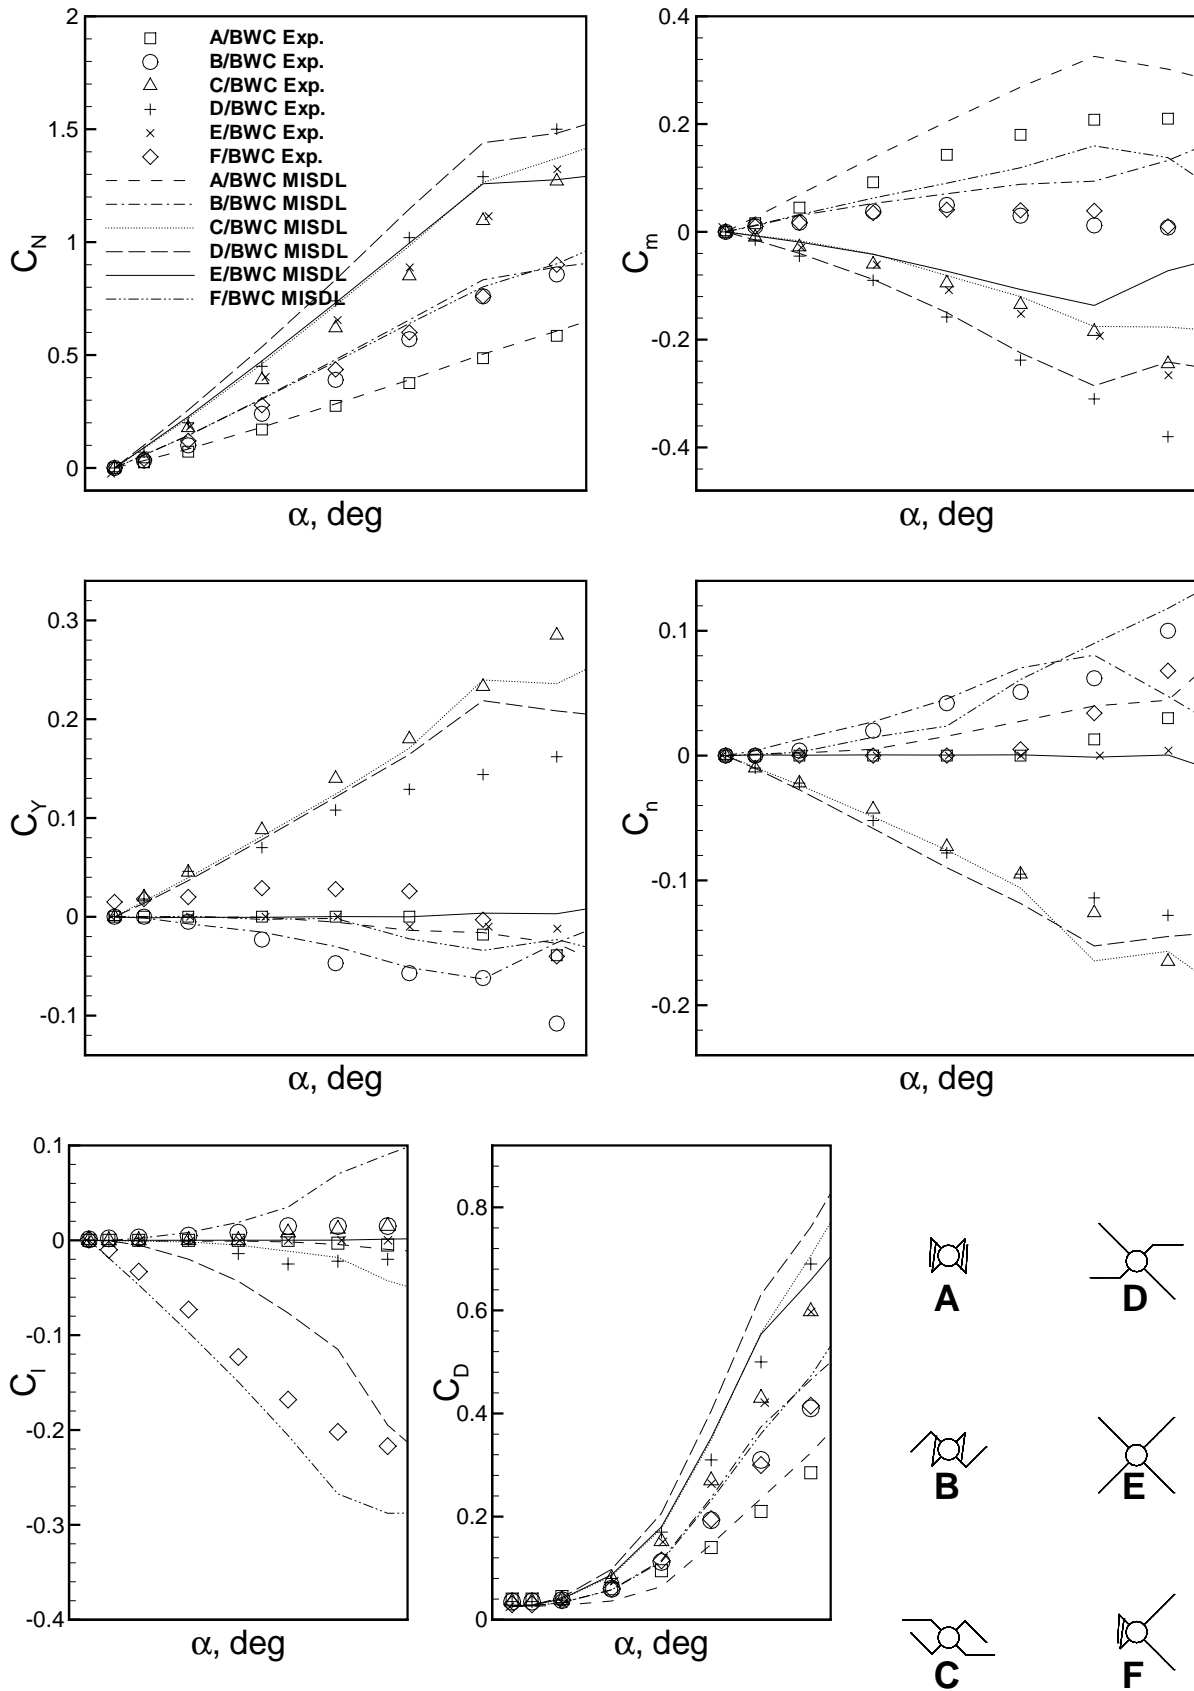 2
1.5
1
0.5
0
C_N
α, deg
A/BWC Exp.
B/BWC Exp.
C/BWC Exp.
D/BWC Exp.
E/BWC Exp.
F/BWC Exp.
A/BWC MISDL
B/BWC MISDL
C/BWC MISDL
D/BWC MISDL
E/BWC MISDL
F/BWC MISDL
0.4
0.2
0
-0.2
-0.4
C_m
α, deg
0.3
0.2
0.1
0
-0.1
C_Y
α, deg
0.1
0
-0.1
-0.2
C_n
α, deg
0.1
0
-0.1
-0.2
-0.3
-0.4
C_l
α, deg
0.8
0.6
0.4
0.2
0
C_D
α, deg
A
D
B
E
C
F